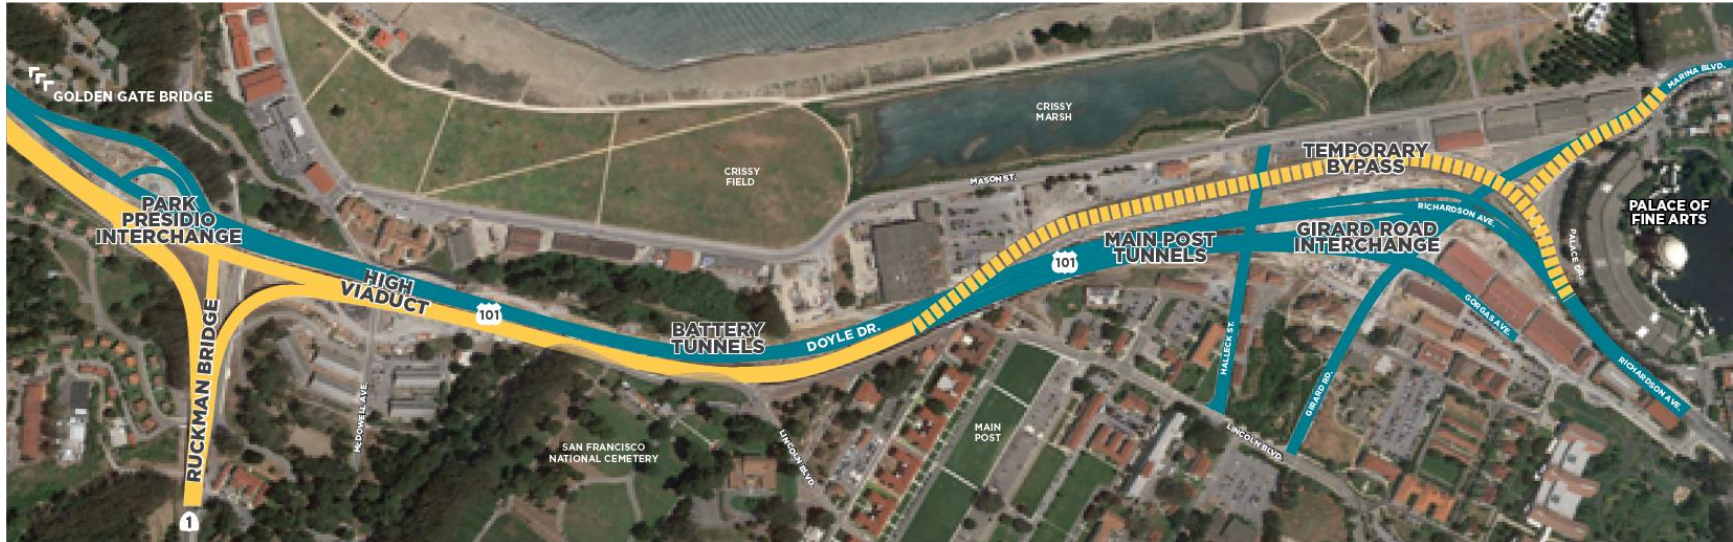 GOLDEN GATE BRIDGE
PARK
PRESIDIO
INTERCHANGE
RUCKMAN BRIDGE
1
HIGH
VIADUCT
101
MCDOWELL AVE.
CRISSY
FIELD
CRISSY
MARSH
MASON ST.
BATTERY
TUNNELS
DOYLE DR.
SAN FRANCISCO
NATIONAL CEMETERY
LINCOLN BLVD.
MAIN
POST
101
MAIN POST
TUNNELS
TEMPORARY
BYPASS
GIRARD ROAD
INTERCHANGE
RICHARDSON AVE.
HALLECK ST.
GIRARD RD.
LINCOLN BLVD.
GORGAS AVE.
PALACE DR.
MARINA BLVD.
PALACE OF
FINE ARTS
RICHARDSON AVE.